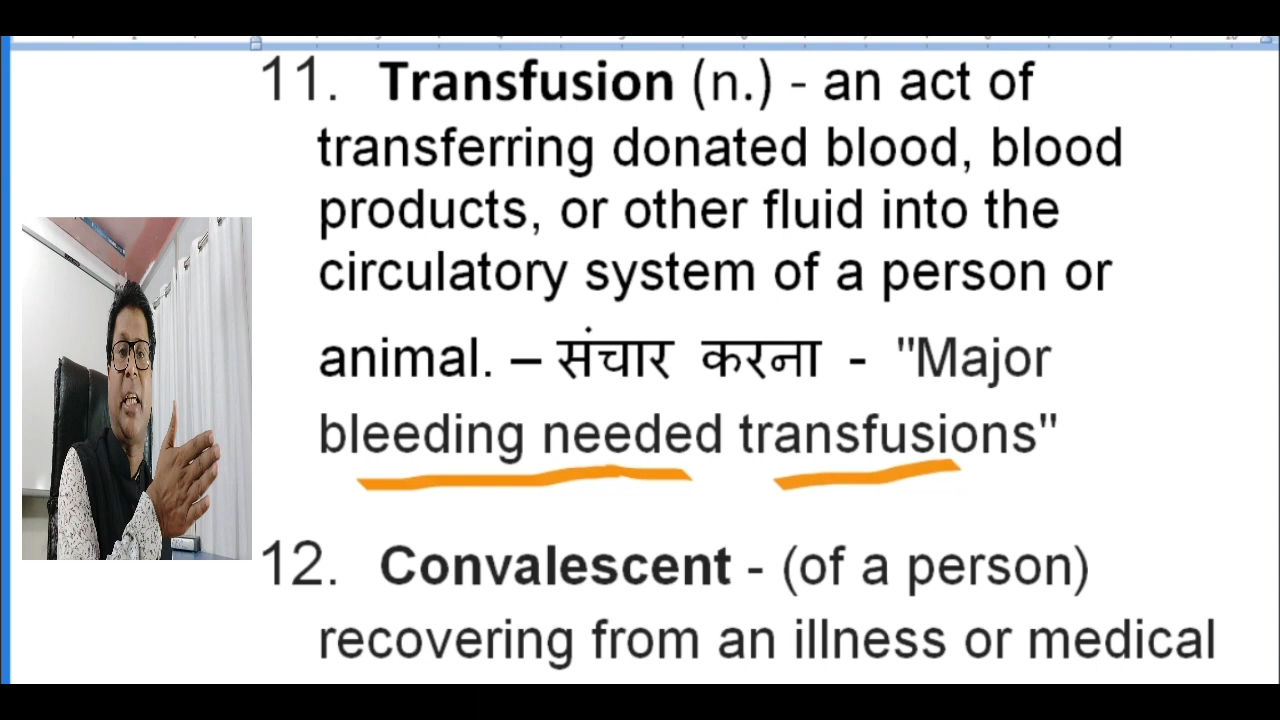 11. Transfusion (n.) - an act of
transferring donated blood, blood
products, or other fluid into the
circulatory system of a person or
animal. – संचार करना - "Major
bleeding needed transfusions"
12. Convalescent - (of a person)
recovering from an illness or medical